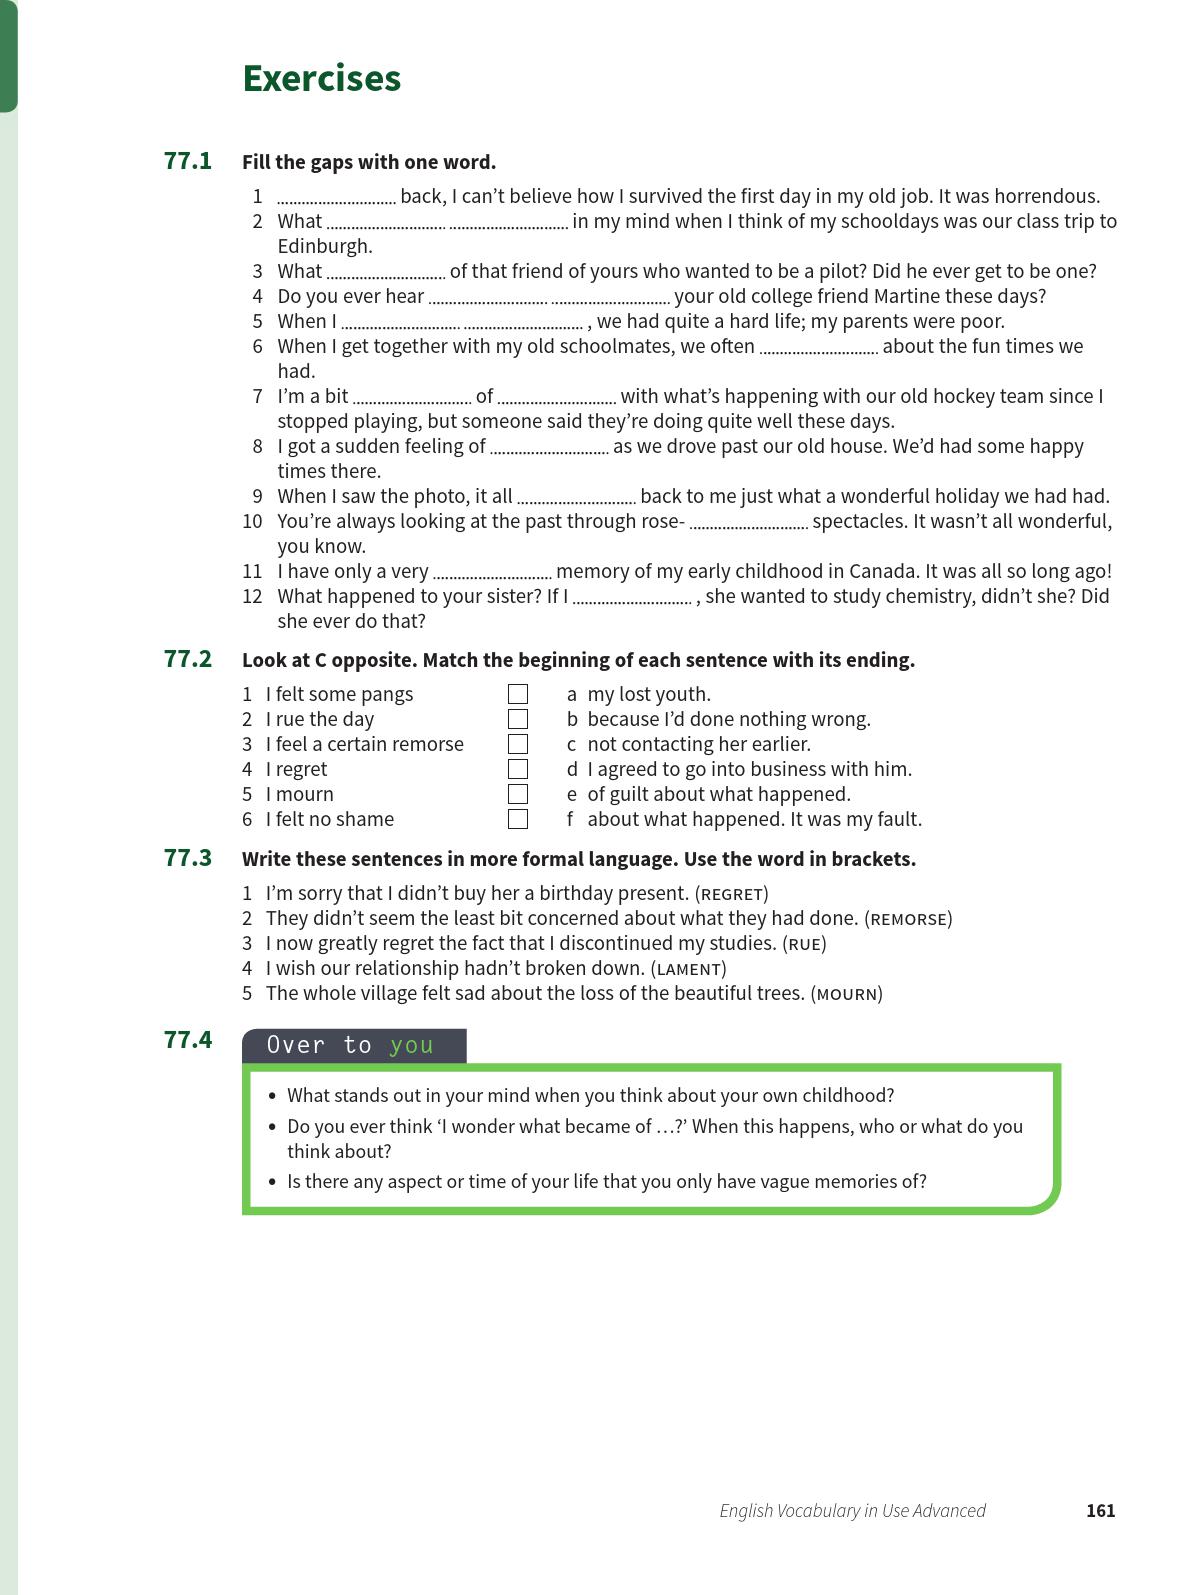 Exercises
77.1 Fill the gaps with one word.
1 ............................. back, I can’t believe how I survived the first day in my old job. It was horrendous.
2 What ............................. ............................. in my mind when I think of my schooldays was our class trip to
Edinburgh.
3 What ............................. of that friend of yours who wanted to be a pilot? Did he ever get to be one?
4 Do you ever hear ............................. ............................. your old college friend Martine these days?
5 When I ............................. ............................. , we had quite a hard life; my parents were poor.
6 When I get together with my old schoolmates, we often ............................. about the fun times we
had.
7 I’m a bit ............................. of ............................. with what’s happening with our old hockey team since I
stopped playing, but someone said they’re doing quite well these days.
8 I got a sudden feeling of ............................. as we drove past our old house. We’d had some happy
times there.
9 When I saw the photo, it all ............................. back to me just what a wonderful holiday we had had.
10 You’re always looking at the past through rose- ............................. spectacles. It wasn’t all wonderful,
you know.
11 I have only a very ............................. memory of my early childhood in Canada. It was all so long ago!
12 What happened to your sister? If I ............................. , she wanted to study chemistry, didn’t she? Did
she ever do that?
77.2 Look at C opposite. Match the beginning of each sentence with its ending.
1 I felt some pangs a my lost youth.
2 I rue the day b because I’d done nothing wrong.
3 I feel a certain remorse c not contacting her earlier.
4 I regret d I agreed to go into business with him.
5 I mourn e of guilt about what happened.
6 I felt no shame f about what happened. It was my fault.
77.3 Write these sentences in more formal language. Use the word in brackets.
1 I’m sorry that I didn’t buy her a birthday present. (REGRET)
2 They didn’t seem the least bit concerned about what they had done. (REMORSE)
3 I now greatly regret the fact that I discontinued my studies. (RUE)
4 I wish our relationship hadn’t broken down. (LAMENT)
5 The whole village felt sad about the loss of the beautiful trees. (MOURN)
77.4 Over to you
• What stands out in your mind when you think about your own childhood?
• Do you ever think ‘I wonder what became of …?’ When this happens, who or what do you
think about?
• Is there any aspect or time of your life that you only have vague memories of?
English Vocabulary in Use Advanced 161